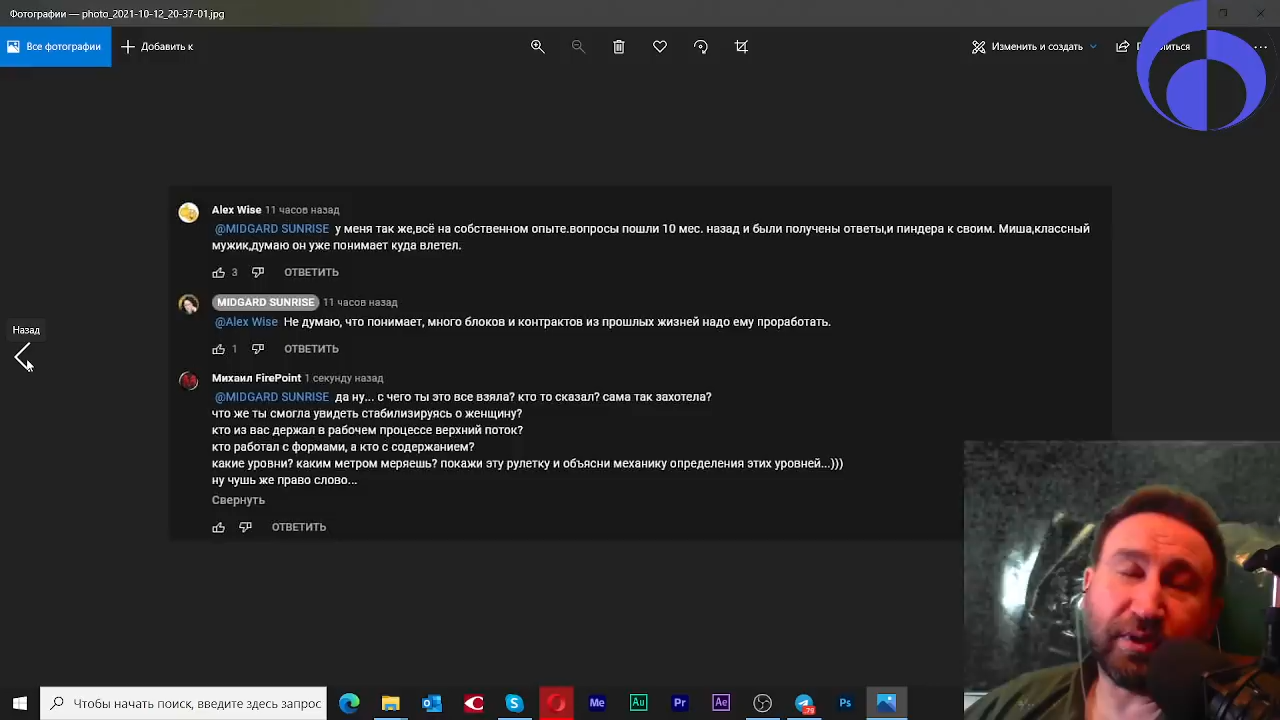 Фотографии — photo_2021-10-12_20-37-01.jpg
Все фотографии
Добавить к
Изменить и создать
Alex Wise 11 часов назад
@MIDGARD SUNRISE у меня так же,всё на собственном опыте.вопросы пошли 10 мес. назад и были получены ответы,и пиндера к своим. Миша,классный
мужик,думаю он уже понимает куда влетел.
3 ОТВЕТИТЬ
MIDGARD SUNRISE 11 часов назад
@Alex Wise Не думаю, что понимает, много блоков и контрактов из прошлых жизней надо ему проработать.
1 ОТВЕТИТЬ
Назад
Михаил FirePoint 1 секунду назад
@MIDGARD SUNRISE да ну... с чего ты это все взяла? кто то сказал? сама так захотела?
что же ты смогла увидеть стабилизируясь о женщину?
кто из вас держал в рабочем процессе верхний поток?
кто работал с формами, а кто с содержанием?
какие уровни? каким метром меряешь? покажи эту рулетку и объясни механику определения этих уровней...)))
ну чушь же право слово...
Свернуть
ОТВЕТИТЬ
Чтобы начать поиск, введите здесь запрос
Me
Au
Pr
Ae
79
Ps